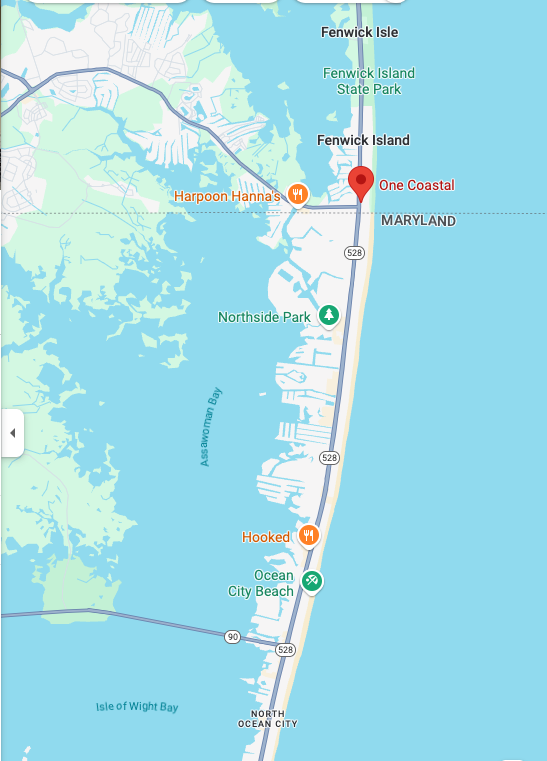 Fenwick Isle
Fenwick Island
State Park
Fenwick Island
One Coastal
Harpoon Hanna's
MARYLAND
528
Northside Park
Assawoman Bay
528
Hooked
Ocean
City Beach
90
528
Isle of Wight Bay
NORTH
OCEAN CITY